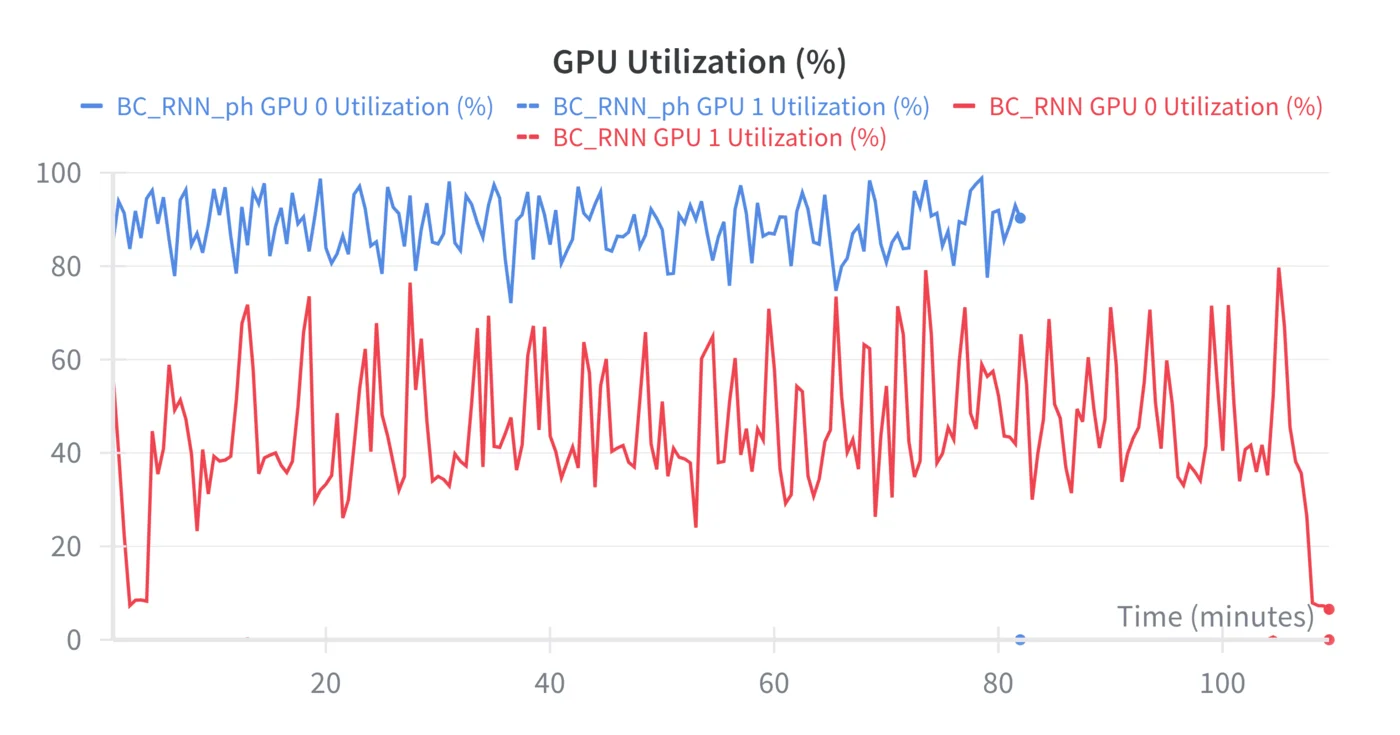 GPU Utilization (%)
BC_RNN_ph GPU 0 Utilization (%) BC_RNN_ph GPU 1 Utilization (%) BC_RNN GPU 0 Utilization (%)
BC_RNN GPU 1 Utilization (%)
100
80
60
40
20
0
Time (minutes)
20 40 60 80 100